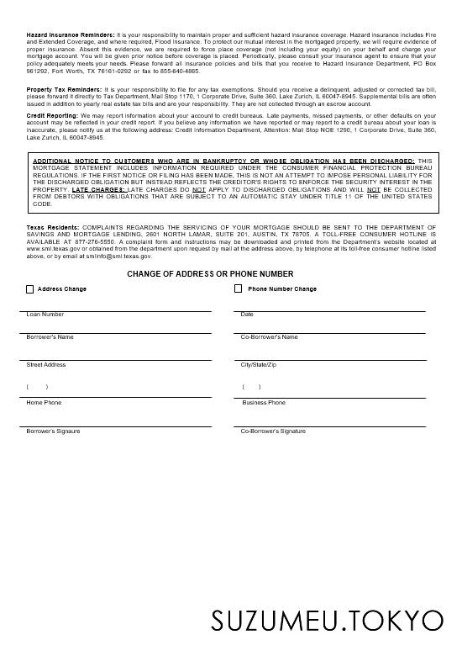 Hazard Insurance Reminders: It is your responsibility to maintain proper and sufficient hazard insurance coverage. Hazard insurance includes Fire
and Extended Coverage, and where required, Flood Insurance. To protect our mutual interest in the mortgaged property, we will require evidence of
proper insurance. Absent this evidence, we are required to force place coverage (not including your equity) on your behalf and charge your
mortgage account. You will be given prior notice before coverage is placed. Periodically, please consult your insurance agent to ensure that your
policy adequately meets your needs. Please forward all insurance policies and bills that you receive to Hazard Insurance Department, PO Box
961292, Fort Worth, TX 76161-0292 or fax to 855-640-4885.
Property Tax Reminders: It is your responsibility to file for any tax exemptions. Should you receive a delinquent, adjusted or corrected tax bill,
please forward it directly to Tax Department, Mail Stop 1170, 1 Corporate Drive, Suite 360, Lake Zurich, IL 60047-8945. Supplemental bills are often
issued in addition to yearly real estate tax bills and are your responsibility. They are not collected through an escrow account.
Credit Reporting: We may report information about your account to credit bureaus. Late payments, missed payments, or other defaults on your
account may be reflected in your credit report. If you believe any information we have reported or may report to a credit bureau about your loan is
inaccurate, please notify us at the following address: Credit Information Department, Attention: Mail Stop NOE 1290, 1 Corporate Drive, Suite 360,
Lake Zurich, IL 60047-8945.
ADDITIONAL NOTICE TO CUSTOMERS WHO ARE IN BANKRUPTCY OR WHOSE OBLIGATION HAS BEEN DISCHARGED: THIS
MORTGAGE STATEMENT INCLUDES INFORMATION REQUIRED UNDER THE CONSUMER FINANCIAL PROTECTION BUREAU
REGULATIONS. IF THE FIRST NOTICE OR FILING HAS BEEN MADE, THIS IS NOT AN ATTEMPT TO IMPOSE PERSONAL LIABILITY FOR
THE DISCHARGED OBLIGATION BUT INSTEAD REFLECTS THE CREDITOR'S RIGHTS TO ENFORCE THE SECURITY INTEREST IN THE
PROPERTY. LATE CHARGES: LATE CHARGES DO NOT APPLY TO DISCHARGED OBLIGATIONS AND WILL NOT BE COLLECTED
FROM DEBTORS WITH OBLIGATIONS THAT ARE SUBJECT TO AN AUTOMATIC STAY UNDER TITLE 11 OF THE UNITED STATES
CODE.
Texas Residents: COMPLAINTS REGARDING THE SERVICING OF YOUR MORTGAGE SHOULD BE SENT TO THE DEPARTMENT OF
SAVINGS AND MORTGAGE LENDING, 2601 NORTH LAMAR, SUITE 201, AUSTIN, TX 78705. A TOLL-FREE CONSUMER HOTLINE IS
AVAILABLE AT 877-276-5550. A complaint form and instructions may be downloaded and printed from the Department's website located at
www.sml.texas.gov or obtained from the department upon request by mail at the address above, by telephone at its toll-free consumer hotline listed
above, or by email at smlinfo@sml.texas.gov.
CHANGE OF ADDRESS OR PHONE NUMBER
Address Change Phone Number Change
Loan Number Date
Borrower's Name Co-Borrower's Name
Street Address City/State/Zip
( ) ( )
Home Phone Business Phone
Borrower's Signaure Co-Borrower's Signature
SUZUMEU.TOKYO